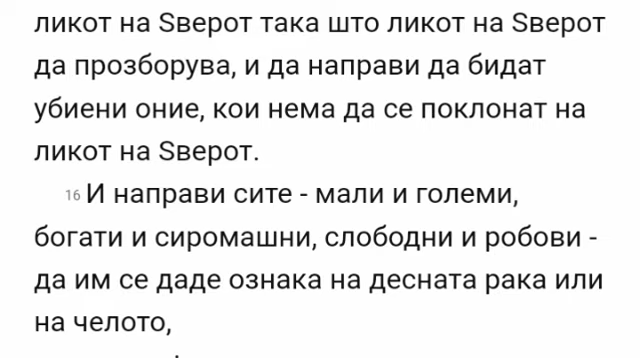 ликот на Ѕверот така што ликот на Ѕверот
да прозборува, и да направи да бидат
убиени оние, кои нема да се поклонат на
ликот на Ѕверот.
16 И направи сите - мали и големи,
богати и сиромашни, слободни и робови -
да им се даде ознака на десната рака или
на челото,